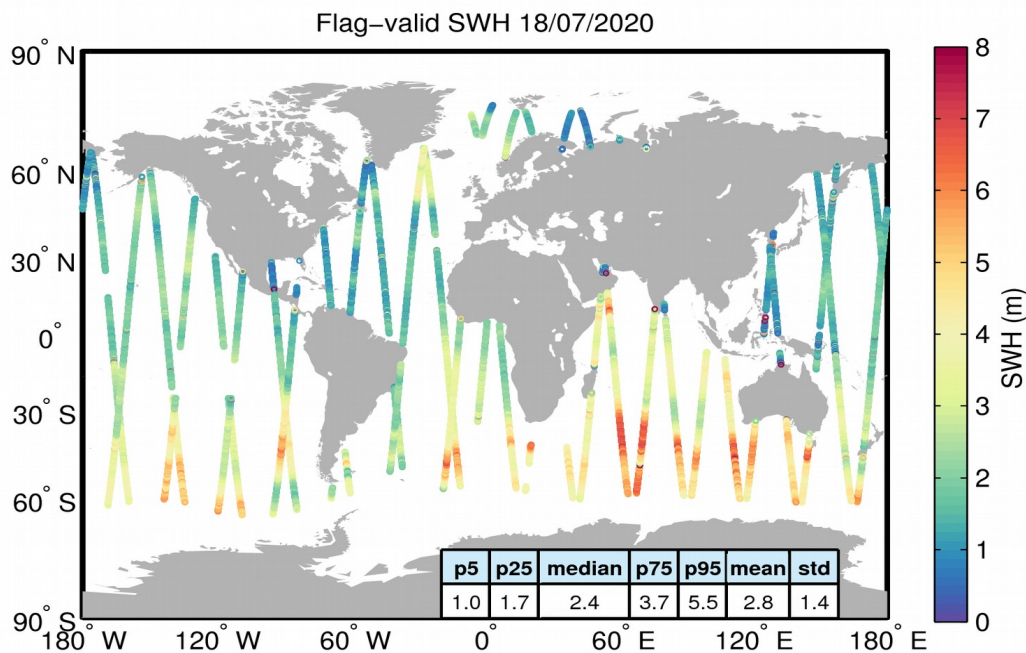 Flag−valid SWH 18/07/2020
90° N
60° N
30° N
0°
30° S
60° S
90° S
180° W
120° W
60° W
0°
60° E
120° E
180° E
8
7
6
5
4
3
2
1
0
SWH (m)
p5 p25 median p75 p95 mean std
1.0 1.7 2.4 3.7 5.5 2.8 1.4